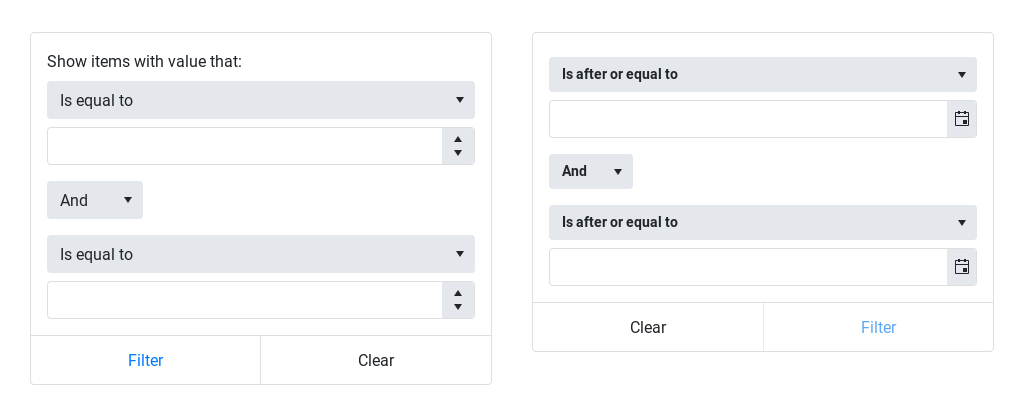 Show items with value that:
Is equal to
And
Is equal to
Filter
Clear
Is after or equal to
And
Is after or equal to
Clear
Filter